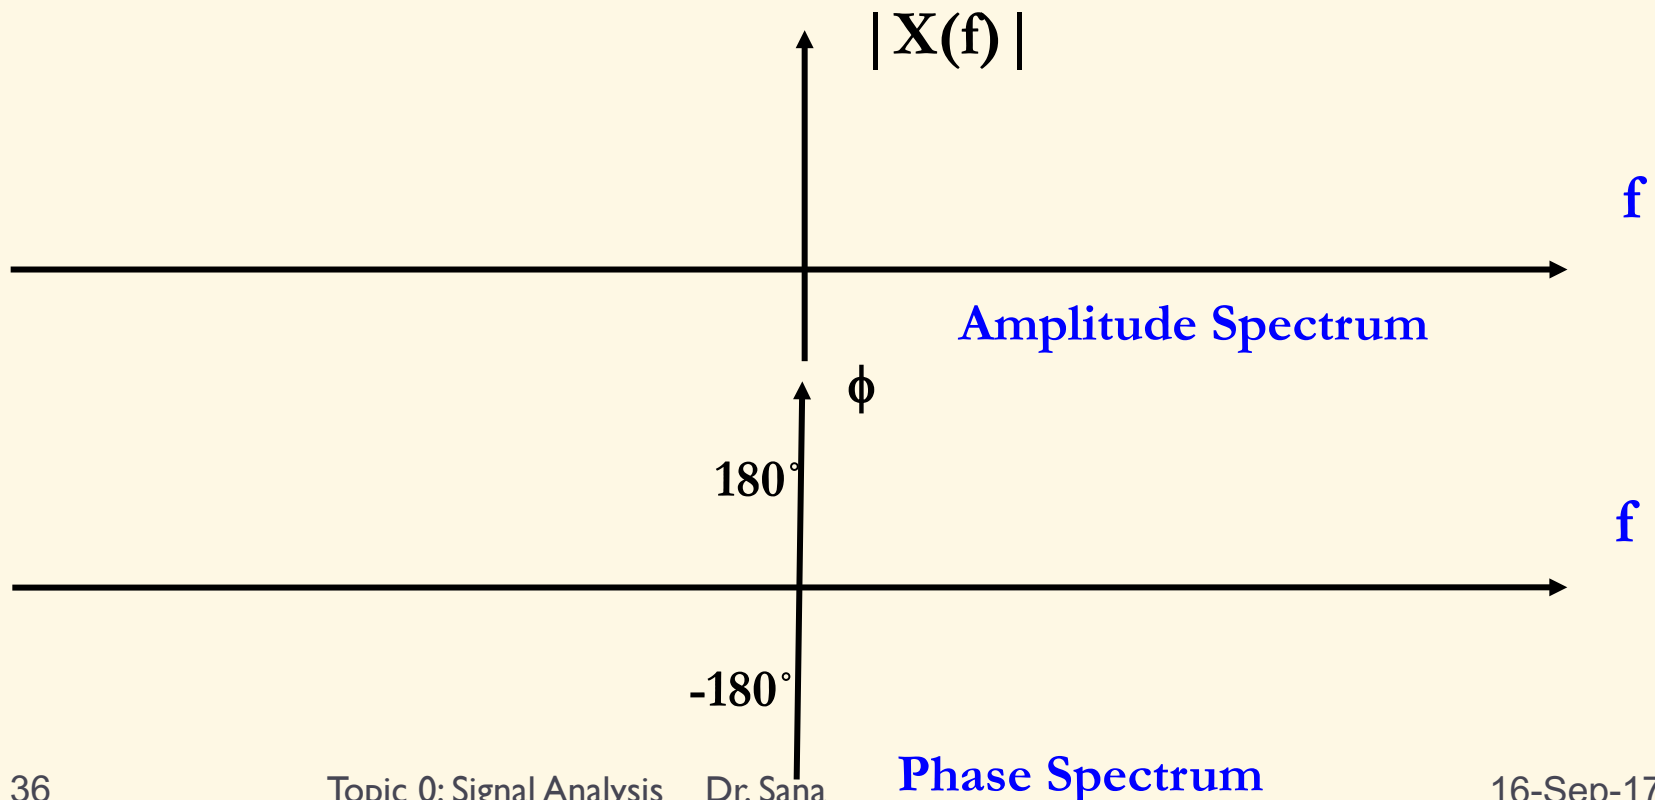 |X(f)|
f
Amplitude Spectrum
ϕ
180°
f
-180°
Phase Spectrum
36 Topic 0: Signal Analysis Dr. Sana 16-Sep-17